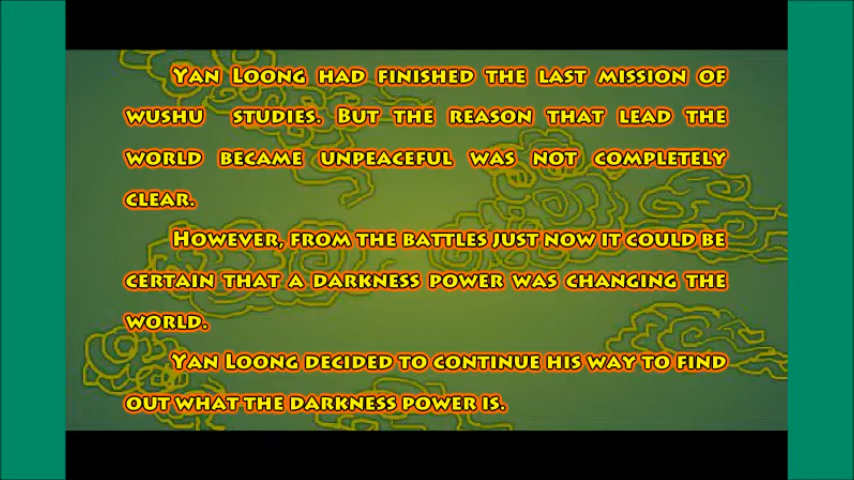 Yan Loong had finished the last mission of
wushu studies. But the reason that lead the
world became unpeaceful was not completely
clear.
However, from the battles just now it could be
certain that a darkness power was changing the
world.
Yan Loong decided to continue his way to find
out what the darkness power is.